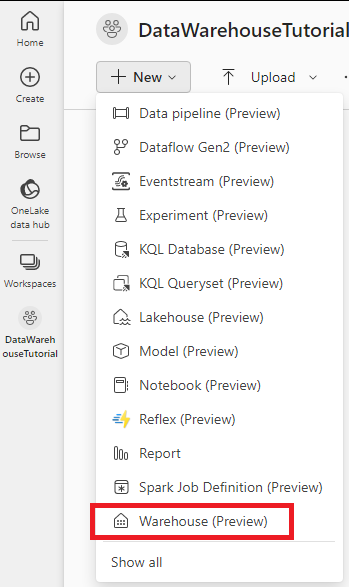 Home
Create
Browse
OneLake
data hub
Workspaces
DataWareh
ouseTutorial
DataWarehouseTutorial
New
Upload
Data pipeline (Preview)
Dataflow Gen2 (Preview)
Eventstream (Preview)
Experiment (Preview)
KQL Database (Preview)
KQL Queryset (Preview)
Lakehouse (Preview)
Model (Preview)
Notebook (Preview)
Reflex (Preview)
Report
Spark Job Definition (Preview)
Warehouse (Preview)
Show all